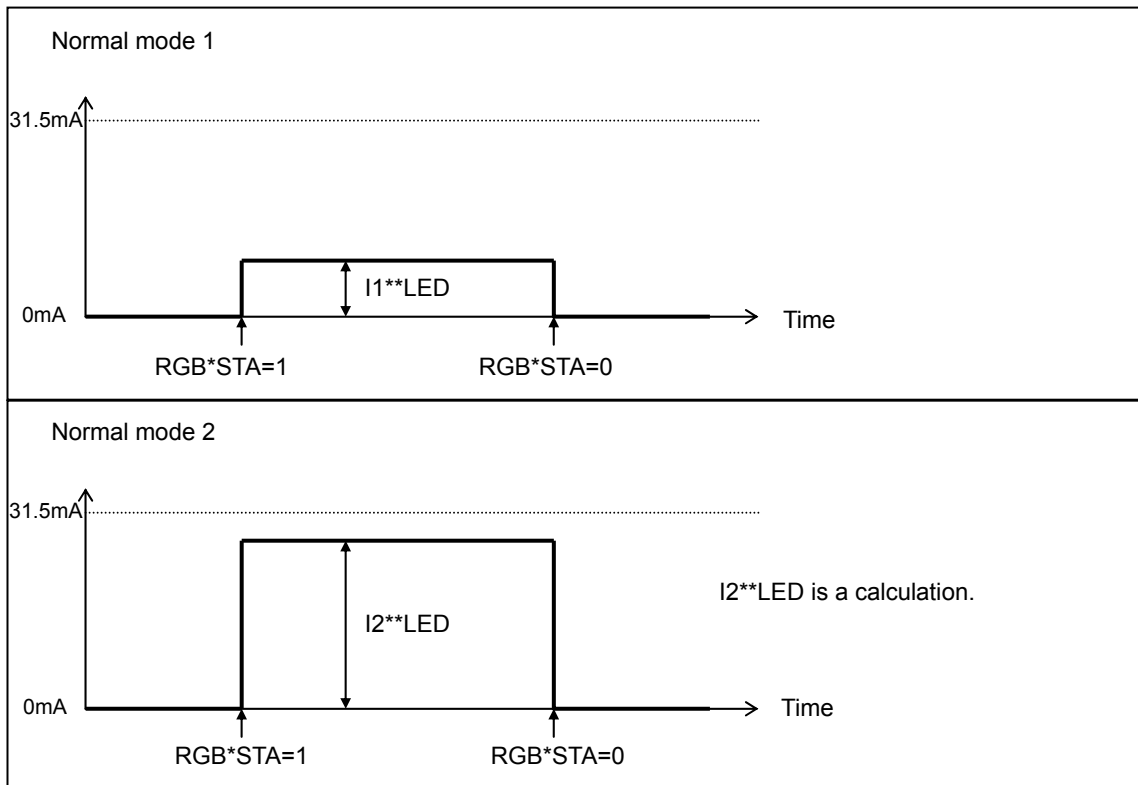 Normal mode 1
31.5mA
I1**LED
0mA
Time
RGB*STA=1
RGB*STA=0
Normal mode 2
31.5mA
I2**LED is a calculation.
I2**LED
0mA
Time
RGB*STA=1
RGB*STA=0